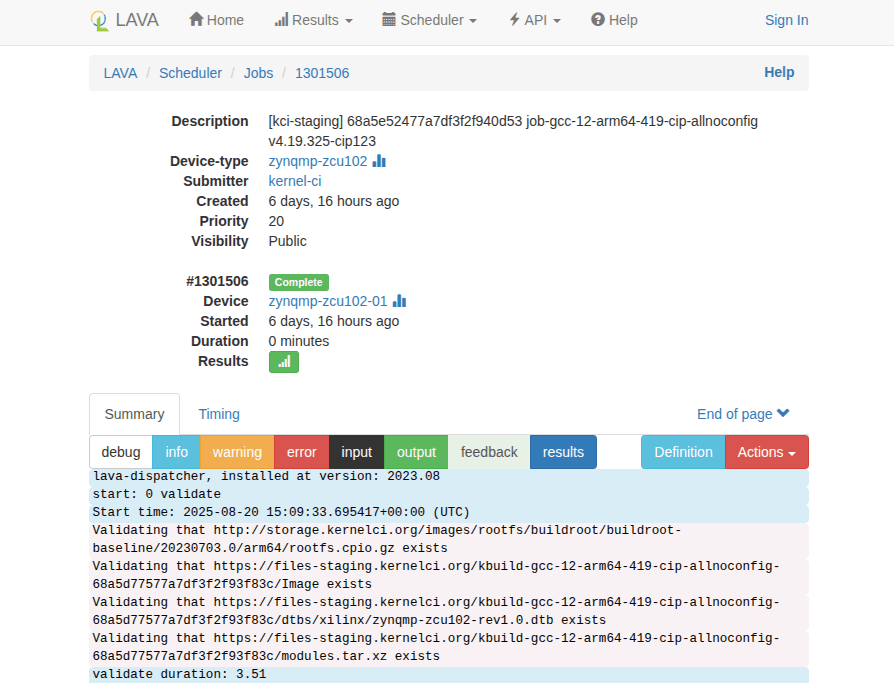 LAVA Home Results Scheduler API Help Sign In
LAVA / Scheduler / Jobs / 1301506 Help
Description [kci-staging] 68a5e52477a7df3f2f940d53 job-gcc-12-arm64-419-cip-allnoconfig
v4.19.325-cip123
Device-type zynqmp-zcu102
Submitter kernel-ci
Created 6 days, 16 hours ago
Priority 20
Visibility Public
#1301506 Complete
Device zynqmp-zcu102-01
Started 6 days, 16 hours ago
Duration 0 minutes
Results
Summary Timing End of page
debug info warning error input output feedback results Definition Actions
lava-dispatcher, installed at version: 2023.08
start: 0 validate
Start time: 2025-08-20 15:09:33.695417+00:00 (UTC)
Validating that http://storage.kernelci.org/images/rootfs/buildroot/buildroot-
baseline/20230703.0/arm64/rootfs.cpio.gz exists
Validating that https://files-staging.kernelci.org/kbuild-gcc-12-arm64-419-cip-allnoconfig-
68a5d77577a7df3f2f93f83c/Image exists
Validating that https://files-staging.kernelci.org/kbuild-gcc-12-arm64-419-cip-allnoconfig-
68a5d77577a7df3f2f93f83c/dtbs/xilinx/zynqmp-zcu102-rev1.0.dtb exists
Validating that https://files-staging.kernelci.org/kbuild-gcc-12-arm64-419-cip-allnoconfig-
68a5d77577a7df3f2f93f83c/modules.tar.xz exists
validate duration: 3.51